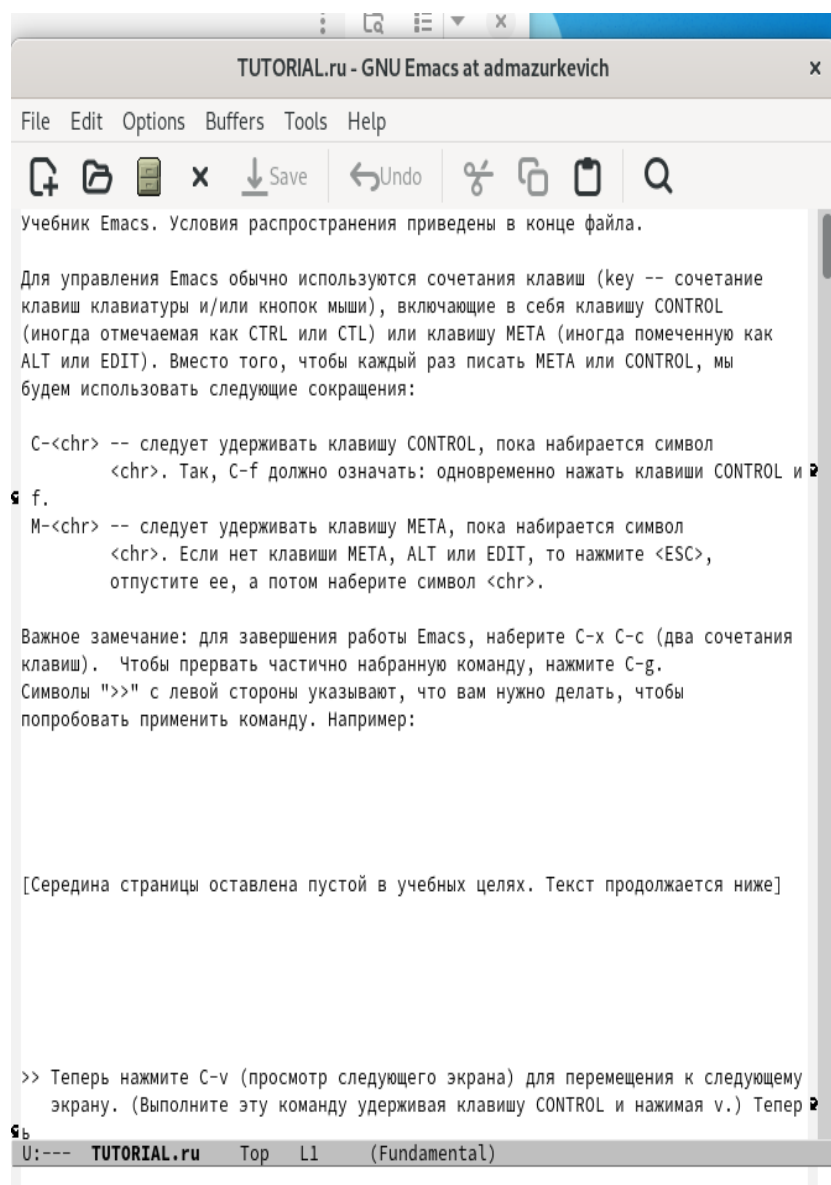 TUTORIAL.ru - GNU Emacs at admazurkevich
File Edit Options Buffers Tools Help
Save Undo
Учебник Emacs. Условия распространения приведены в конце файла.
Для управления Emacs обычно используются сочетания клавиш (key -- сочетание
клавиш клавиатуры и/или кнопок мыши), включающие в себя клавишу CONTROL
(иногда отмечаемая как CTRL или CTL) или клавишу META (иногда помеченную как
ALT или EDIT). Вместо того, чтобы каждый раз писать META или CONTROL, мы
будем использовать следующие сокращения:
C-<chr> -- следует удерживать клавишу CONTROL, пока набирается символ
<chr>. Так, C-f должно означать: одновременно нажать клавиши CONTROL и
f.
M-<chr> -- следует удерживать клавишу META, пока набирается символ
<chr>. Если нет клавиши META, ALT или EDIT, то нажмите <ESC>,
отпустите ее, а потом наберите символ <chr>.
Важное замечание: для завершения работы Emacs, наберите C-x C-c (два сочетания
клавиш).  Чтобы прервать частично набранную команду, нажмите C-g.
Символы ">>" с левой стороны указывают, что вам нужно делать, чтобы
попробовать применить команду. Например:
[Середина страницы оставлена пустой в учебных целях. Текст продолжается ниже]
>> Теперь нажмите C-v (просмотр следующего экрана) для перемещения к следующему
экрану. (Выполните эту команду удерживая клавишу CONTROL и нажимая v.) Тепер
ь
U:--- TUTORIAL.ru Top L1 (Fundamental)